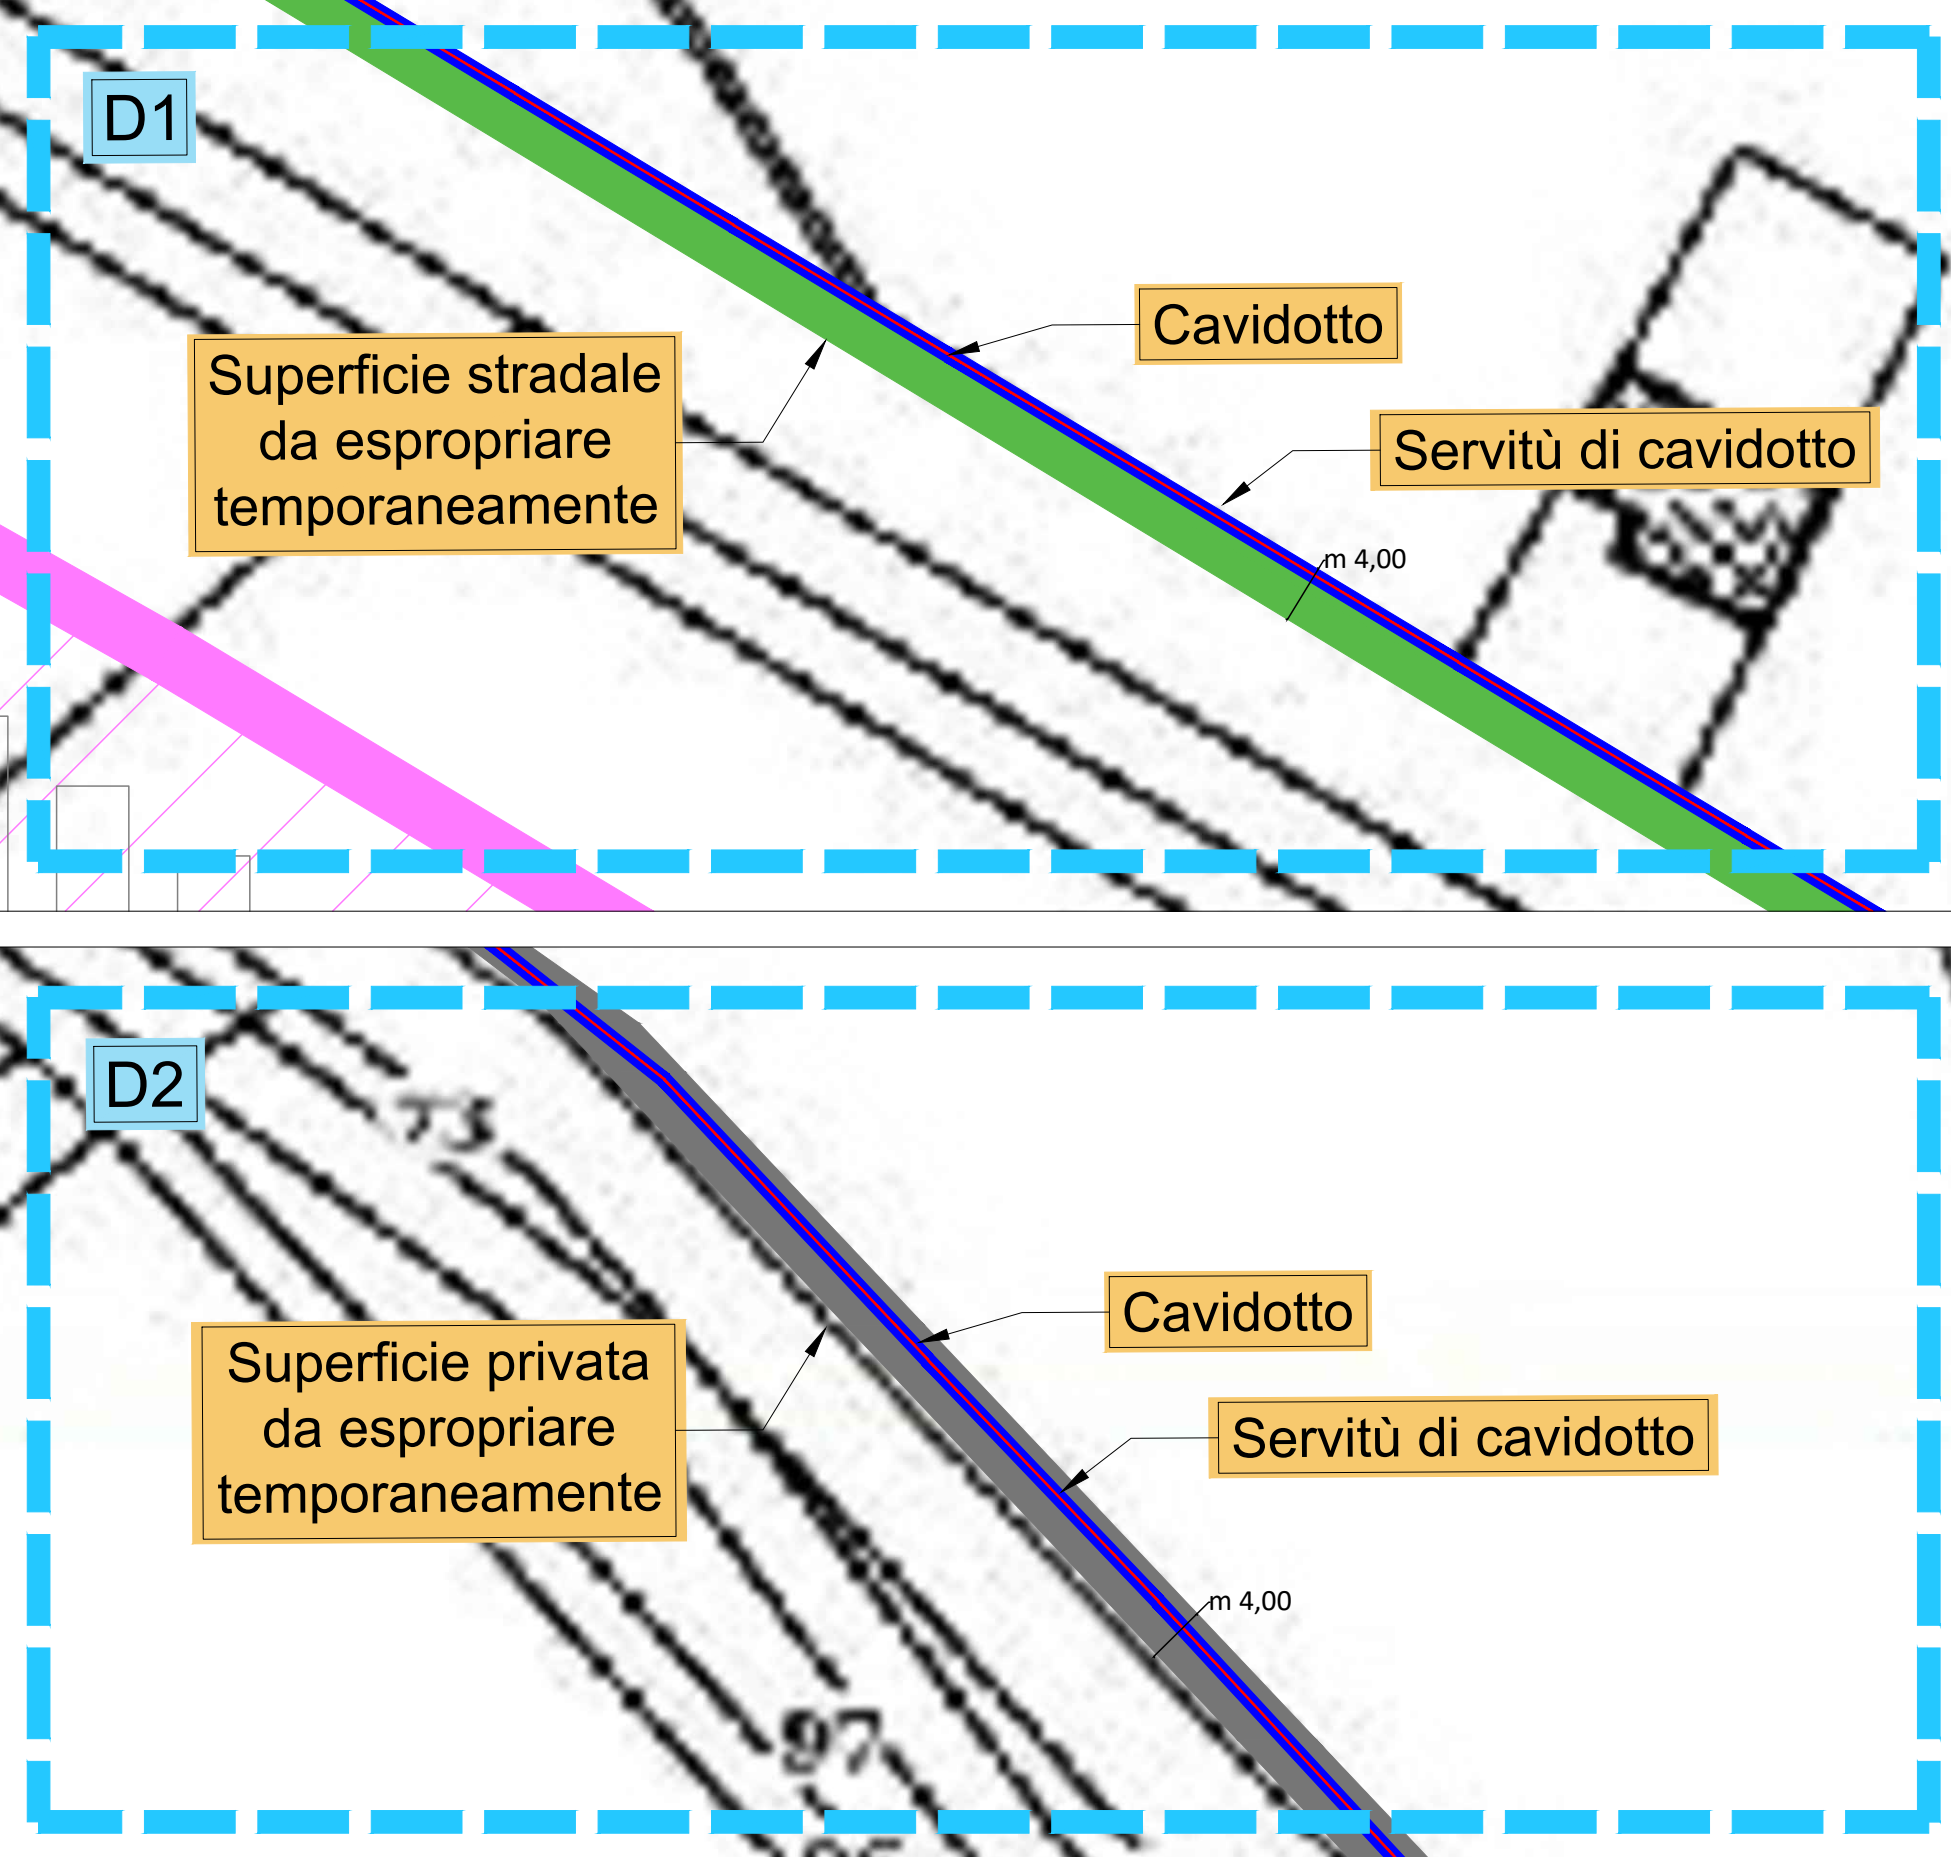 D1
Cavidotto
Superficie stradale
da espropriare
temporaneamente
Servitù di cavidotto
m 4,00
D2
73
Cavidotto
Superficie privata
da espropriare
temporaneamente
Servitù di cavidotto
m 4,00
97